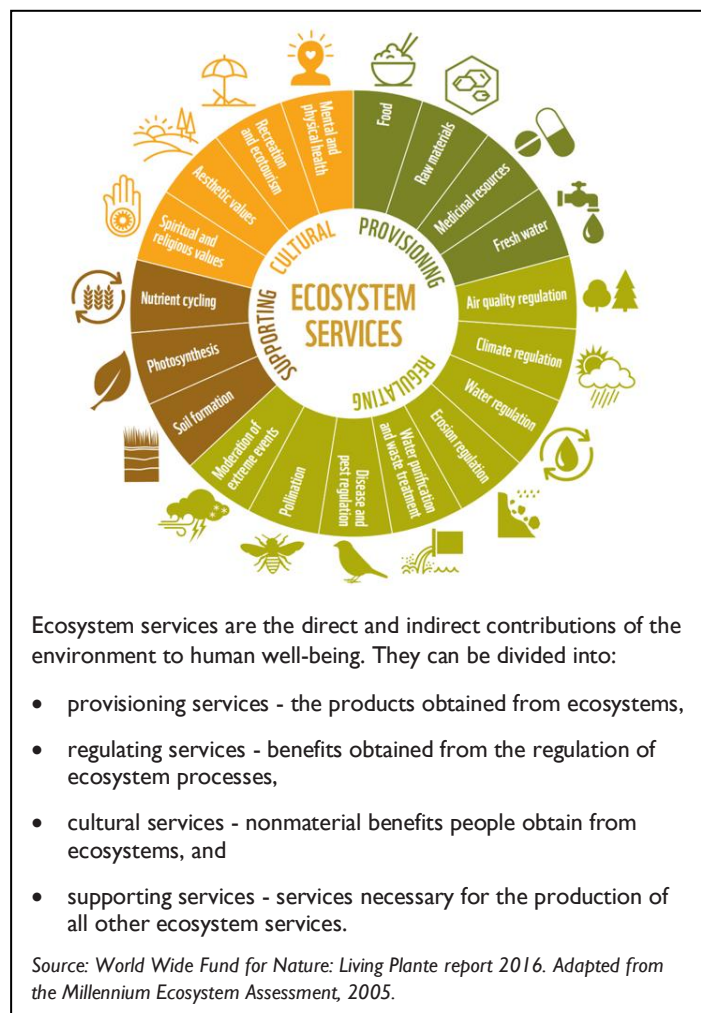 Mental and
physical health
Recreation
and ecotourism
Aesthetic values
Spiritual and
religious values
Nutrient cycling
Photosynthesis
Soil formation
Moderation of
extreme events
Pollination
Disease and
pest regulation
Water purification
and waste treatment
Erosion regulation
Water regulation
Climate regulation
Air quality regulation
Fresh water
Medicinal resources
Raw materials
Food
CULTURAL
PROVISIONING
SUPPORTING
REGULATING
ECOSYSTEM
SERVICES
Ecosystem services are the direct and indirect contributions of the
environment to human well-being. They can be divided into:
• provisioning services - the products obtained from ecosystems,
• regulating services - benefits obtained from the regulation of
ecosystem processes,
• cultural services - nonmaterial benefits people obtain from
ecosystems, and
• supporting services - services necessary for the production of
all other ecosystem services.
Source: World Wide Fund for Nature: Living Plante report 2016. Adapted from
the Millennium Ecosystem Assessment, 2005.